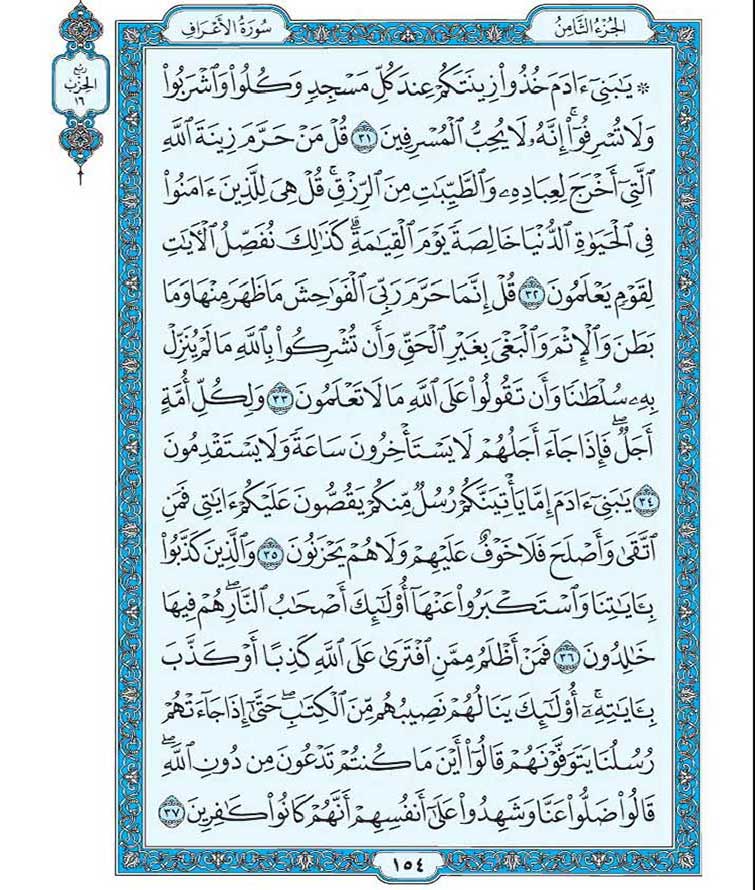 الجزء الثامن
سورة الأعراف
ربع
الحزب
١٦
۞ يَٰبَنِىٓ ءَادَمَ خُذُوا۟ زِينَتَكُمْ عِندَ كُلِّ مَسْجِدٍ وَكُلُوا۟ وَٱشْرَبُوا۟
وَلَا تُسْرِفُوٓا۟ۚ إِنَّهُۥ لَا يُحِبُّ ٱلْمُسْرِفِينَ ٣١ قُلْ مَنْ حَرَّمَ زِينَةَ ٱللَّهِ
ٱلَّتِىٓ أَخْرَجَ لِعِبَادِهِۦ وَٱلطَّيِّبَٰتِ مِنَ ٱلرِّزْقِۚ قُلْ هِىَ لِلَّذِينَ ءَامَنُوا۟
فِى ٱلْحَيَوٰةِ ٱلدُّنْيَا خَالِصَةً يَوْمَ ٱلْقِيَٰمَةِۗ كَذَٰلِكَ نُفَصِّلُ ٱلْءَايَٰتِ
لِقَوْمٍ يَعْلَمُونَ ٣٢ قُلْ إِنَّمَا حَرَّمَ رَبِّىَ ٱلْفَوَٰحِشَ مَا ظَهَرَ مِنْهَا وَمَا
بَطَنَ وَٱلْإِثْمَ وَٱلْبَغْىَ بِغَيْرِ ٱلْحَقِّ وَأَن تُشْرِكُوا۟ بِٱللَّهِ مَا لَمْ يُنَزِّلْ
بِهِۦ سُلْطَٰنًا وَأَن تَقُولُوا۟ عَلَى ٱللَّهِ مَا لَا تَعْلَمُونَ ٣٣ وَلِكُلِّ أُمَّةٍ
أَجَلٌۖ فَإِذَا جَآءَ أَجَلُهُمْ لَا يَسْتَأْخِرُونَ سَاعَةً وَلَا يَسْتَقْدِمُونَ
٣٤ يَٰبَنِىٓ ءَادَمَ إِمَّا يَأْتِيَنَّكُمْ رُسُلٌ مِّنكُمْ يَقُصُّونَ عَلَيْكُمْ ءَايَٰتِى فَمَنِ
ٱتَّقَىٰ وَأَصْلَحَ فَلَا خَوْفٌ عَلَيْهِمْ وَلَا هُمْ يَحْزَنُونَ ٣٥ وَٱلَّذِينَ كَذَّبُوا۟
بِـَٔايَٰتِنَا وَٱسْتَكْبَرُوا۟ عَنْهَآ أُو۟لَٰٓئِكَ أَصْحَٰبُ ٱلنَّارِۖ هُمْ فِيهَا
خَٰلِدُونَ ٣٦ فَمَنْ أَظْلَمُ مِمَّنِ ٱفْتَرَىٰ عَلَى ٱللَّهِ كَذِبًا أَوْ كَذَّبَ
بِـَٔايَٰتِهِۦٓۚ أُو۟لَٰٓئِكَ يَنَالُهُمْ نَصِيبُهُم مِّنَ ٱلْكِتَٰبِۖ حَتَّىٰٓ إِذَا جَآءَتْهُمْ
رُسُلُنَا يَتَوَفَّوْنَهُمْ قَالُوٓا۟ أَيْنَ مَا كُنتُمْ تَدْعُونَ مِن دُونِ ٱللَّهِۖ
قَالُوا۟ ضَلُّوا۟ عَنَّا وَشَهِدُوا۟ عَلَىٰٓ أَنفُسِهِمْ أَنَّهُمْ كَانُوا۟ كَٰفِرِينَ ٣٧
١٥٤